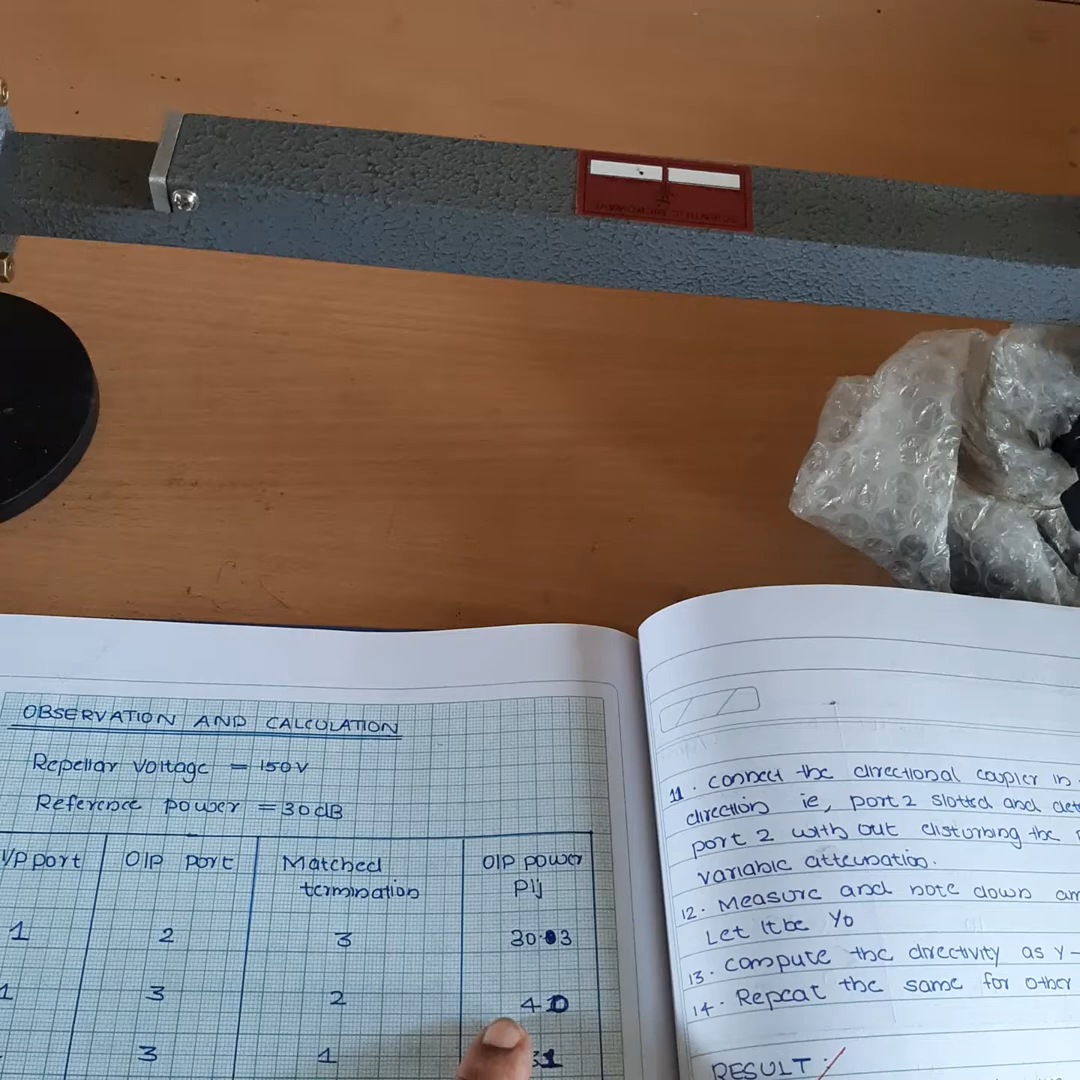 OBSERVATION AND CALCULATION
Repellar voltage = 150V
Reference power = 30dB
I/P port O/P port Matched termination O/P power Pij
1 2 3 30.03
1 3 2 40
3 1 31
11. connect the directional coupler in
direction ie, port 2 slotted and
port 2 with out disturbing the
variable attenuation.
12. Measure and note down
Let it be Yo
13. compute the directivity as Y-
14. Repeat the same for other
RESULT: